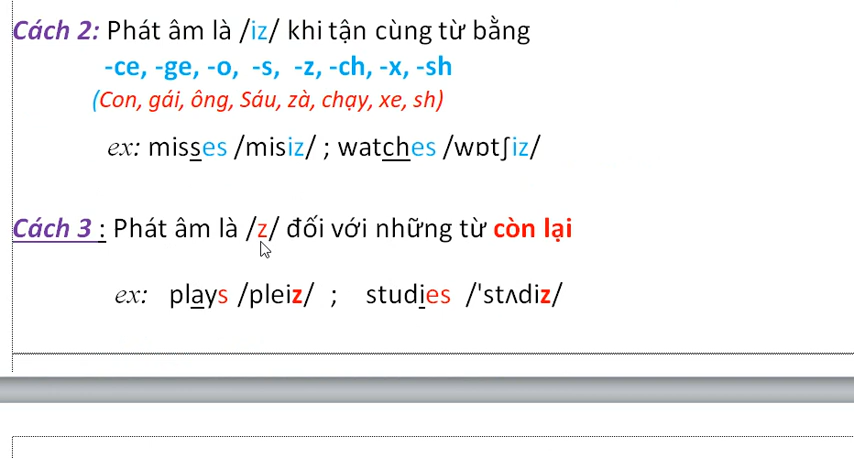 Cách 2: Phát âm là /iz/ khi tận cùng từ bằng
-ce, -ge, -o, -s, -z, -ch, -x, -sh
(Con, gái, ông, Sáu, zà, chạy, xe, sh)
ex: misses /misiz/ ; watches /wɒtʃiz/
Cách 3 : Phát âm là /z/ đối với những từ còn lại
ex: plays /pleiz/ ; studies /'stʌdiz/